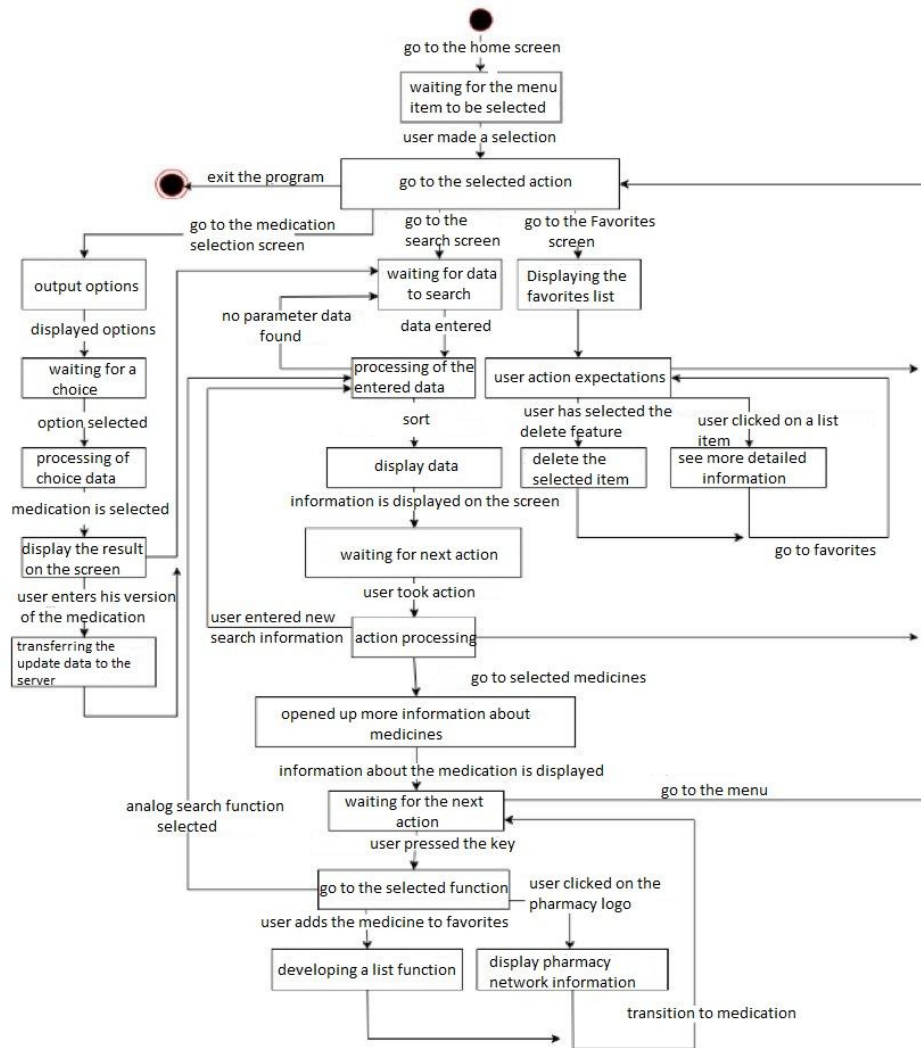 go to the home screen
waiting for the menu
item to be selected
user made a selection
exit the program
go to the selected action
go to the medication
selection screen
go to the
search screen
go to the Favorites
screen
output options
waiting for data
to search
Displaying the
favorites list
displayed options
no parameter data
found
data entered
waiting for a
choice
processing of the
entered data
user action expectations
option selected
sort
user has selected the
delete feature
user clicked on a list
item
processing of
choice data
display data
delete the
selected item
see more detailed
information
medication is selected
information is displayed on the screen
display the result
on the screen
waiting for next action
go to favorites
user enters his version
of the medication
user took action
transferring the
update data to the
server
user entered new
search information
action processing
go to selected medicines
opened up more information about
medicines
information about the medication is displayed
analog search function
selected
waiting for the next
action
go to the menu
user pressed the key
go to the selected function
user clicked on the
pharmacy logo
user adds the medicine to favorites
developing a list function
display pharmacy
network information
transition to medication